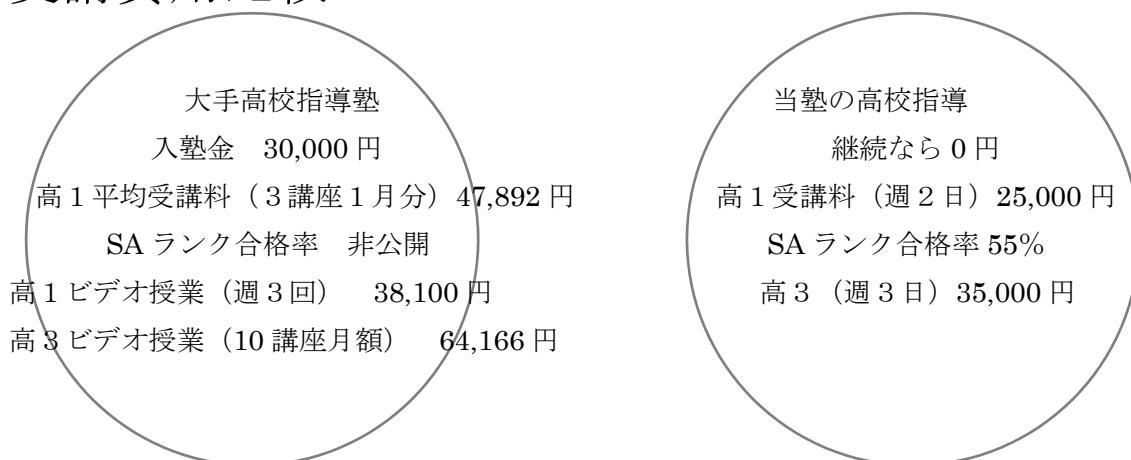 大手高校指導塾
入塾金　30,000 円
高１平均受講料（３講座１月分）47,892 円
SA ランク合格率　非公開
高１ビデオ授業（週３回）　38,100 円
高３ビデオ授業（10 講座月額）　64,166 円
当塾の高校指導
継続なら 0 円
高１受講料（週２日）25,000 円
SA ランク合格率 55%
高３（週３日）35,000 円